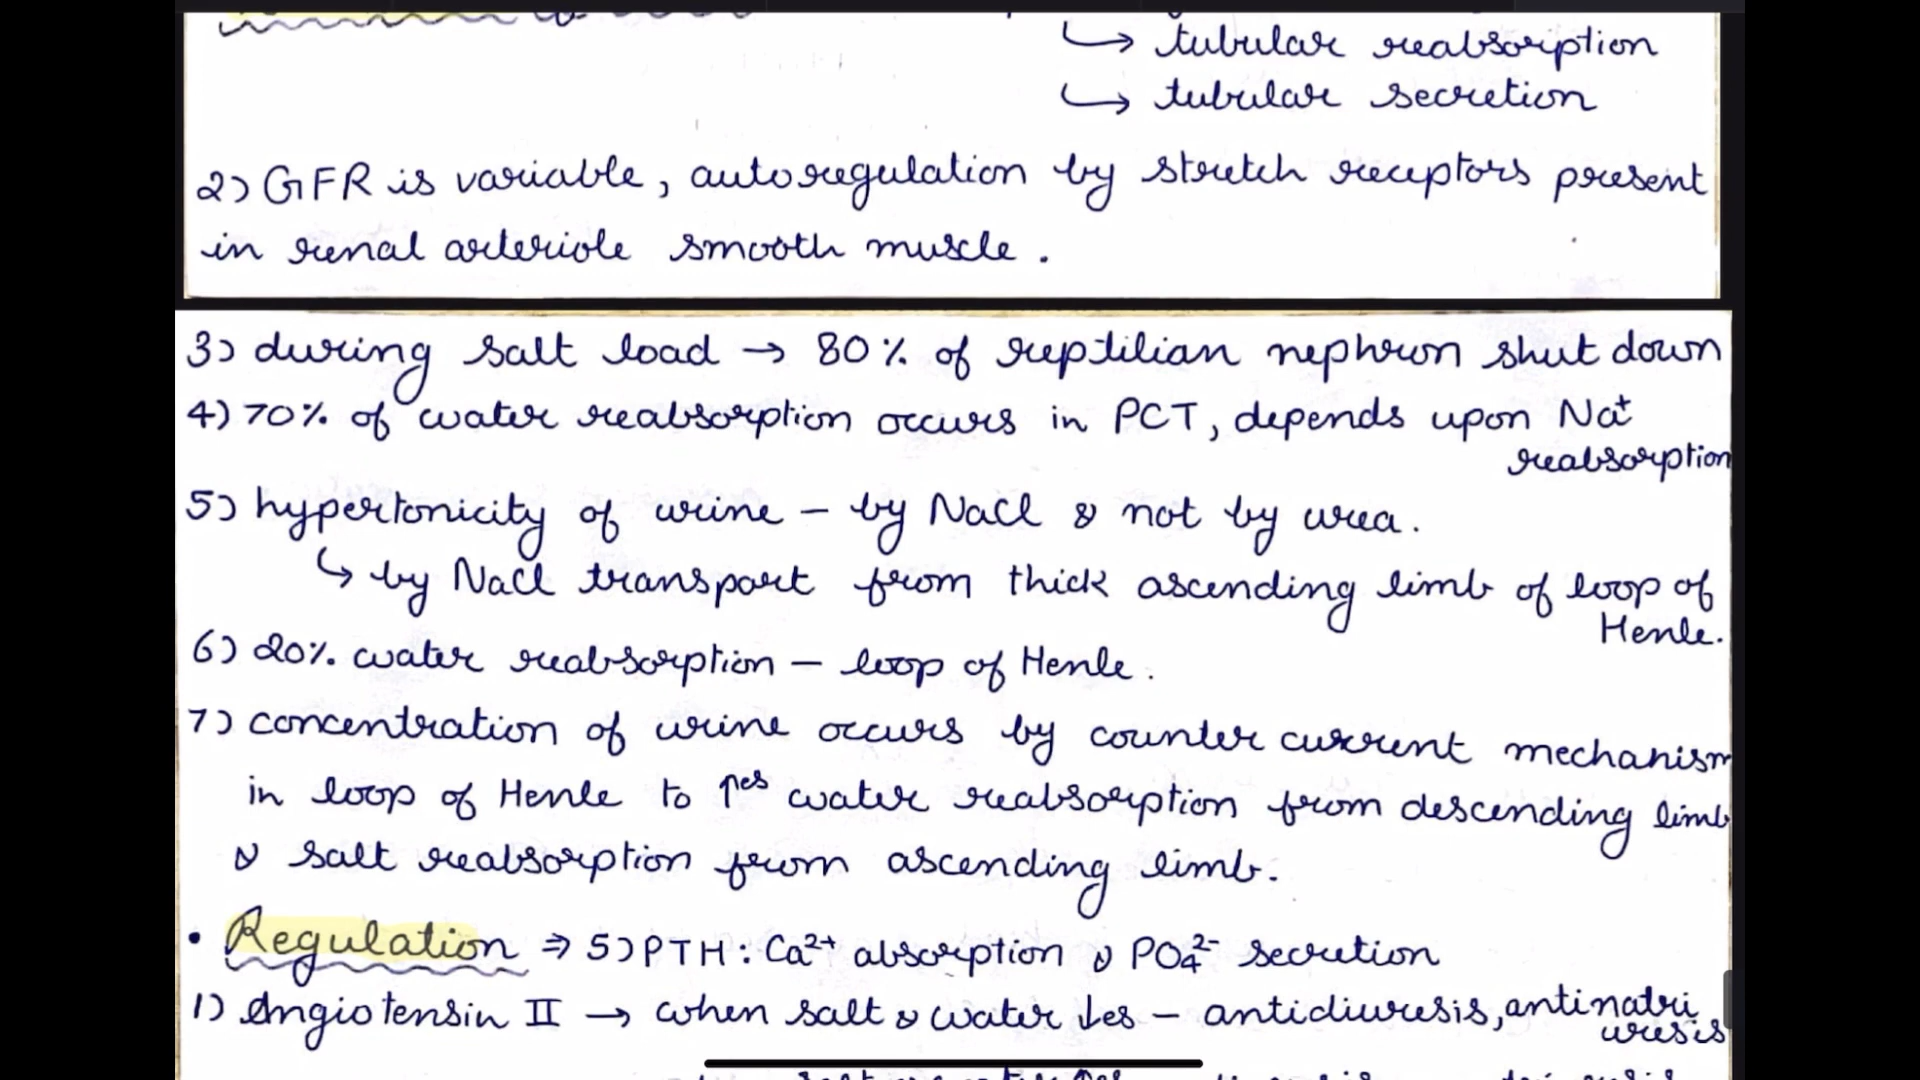 ↳ tubular reabsorption
↳ tubular secretion
2) GFR is variable, autoregulation by stretch receptors present
in renal arteriole smooth muscle.
3) during salt load → 80% of reptilian nephron shut down
4) 70% of water reabsorption occurs in PCT, depends upon Na⁺
reabsorption
5) hypertonicity of urine – by NaCl & not by urea.
↳ by NaCl transport from thick ascending limb of loop of
Henle.
6) 20% water reabsorption – loop of Henle.
7) concentration of urine occurs by counter current mechanism
in loop of Henle to ↑es water reabsorption from descending limb
& salt reabsorption from ascending limb.
• Regulation ⇒ 5) PTH : Ca²⁺ absorption & PO₄²⁻ secretion
1) Angiotensin II → when salt & water ↓es – antidiuresis, antinatri
uresis